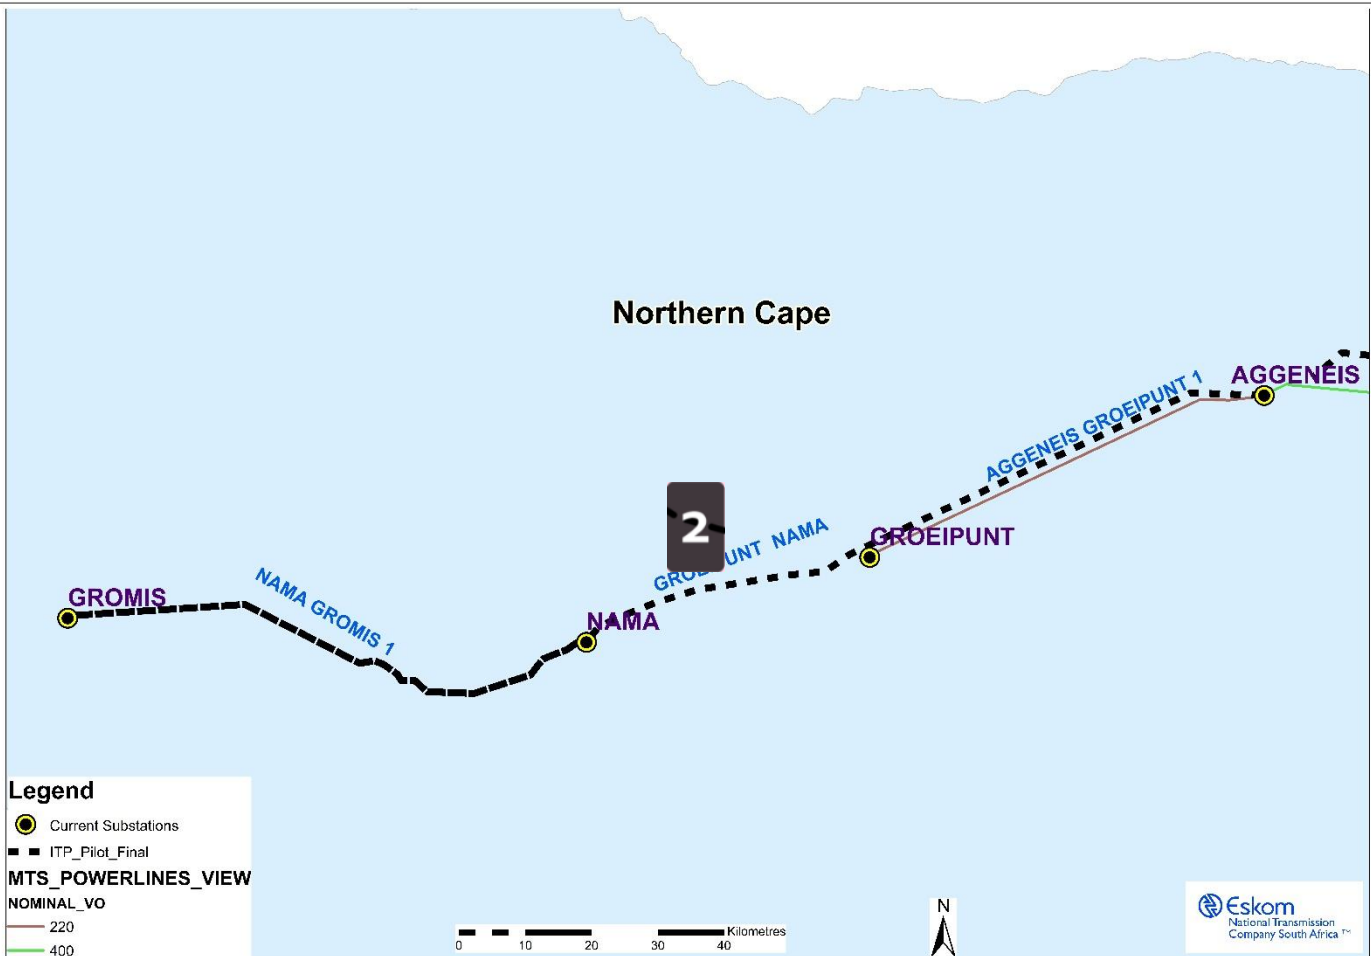 Northern Cape
AGGENEIS
AGGENEIS GROEIPUNT 1
2
GROEIPUNT
UNT NAMA
NAMA
GROMIS
NAMA GROMIS 1
Legend
Current Substations
ITP_Pilot_Final
MTS_POWERLINES_VIEW
NOMINAL_VO
220
400
Kilometres
0 10 20 30 40
N
Eskom
National Transmission
Company South Africa ™